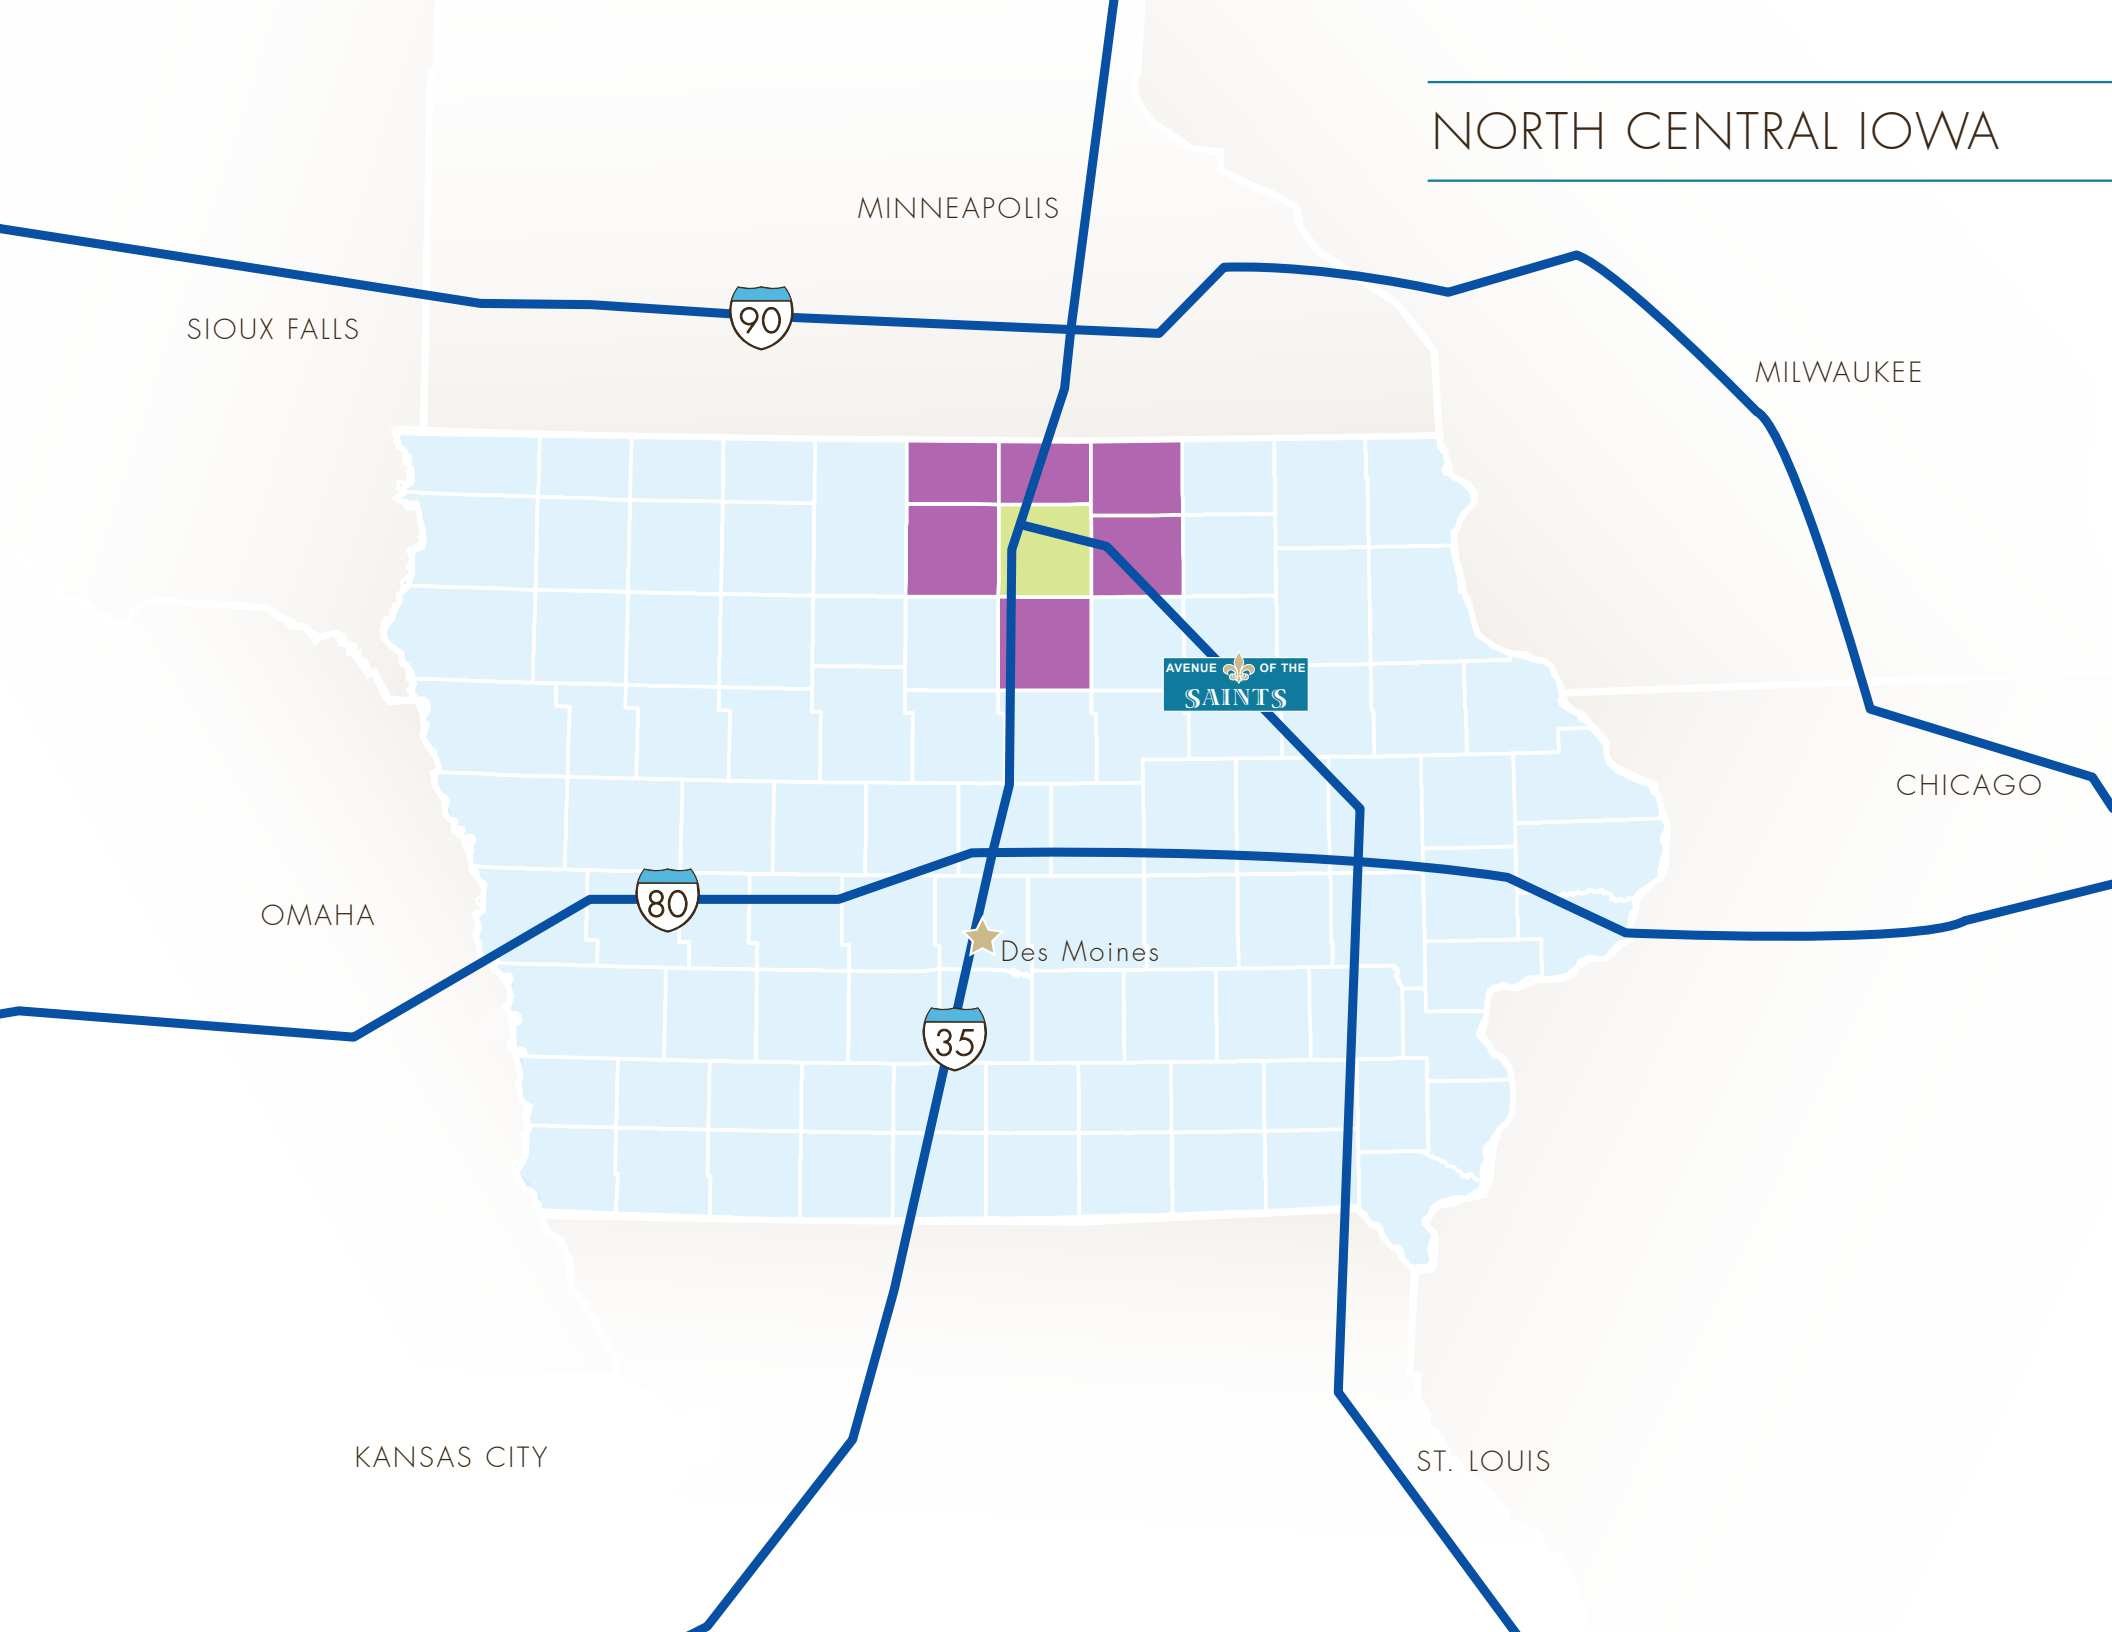 NORTH CENTRAL IOWA
MINNEAPOLIS
90
SIOUX FALLS
MILWAUKEE
AVENUE OF THE
SAINTS
CHICAGO
80
OMAHA
Des Moines
35
KANSAS CITY
ST. LOUIS